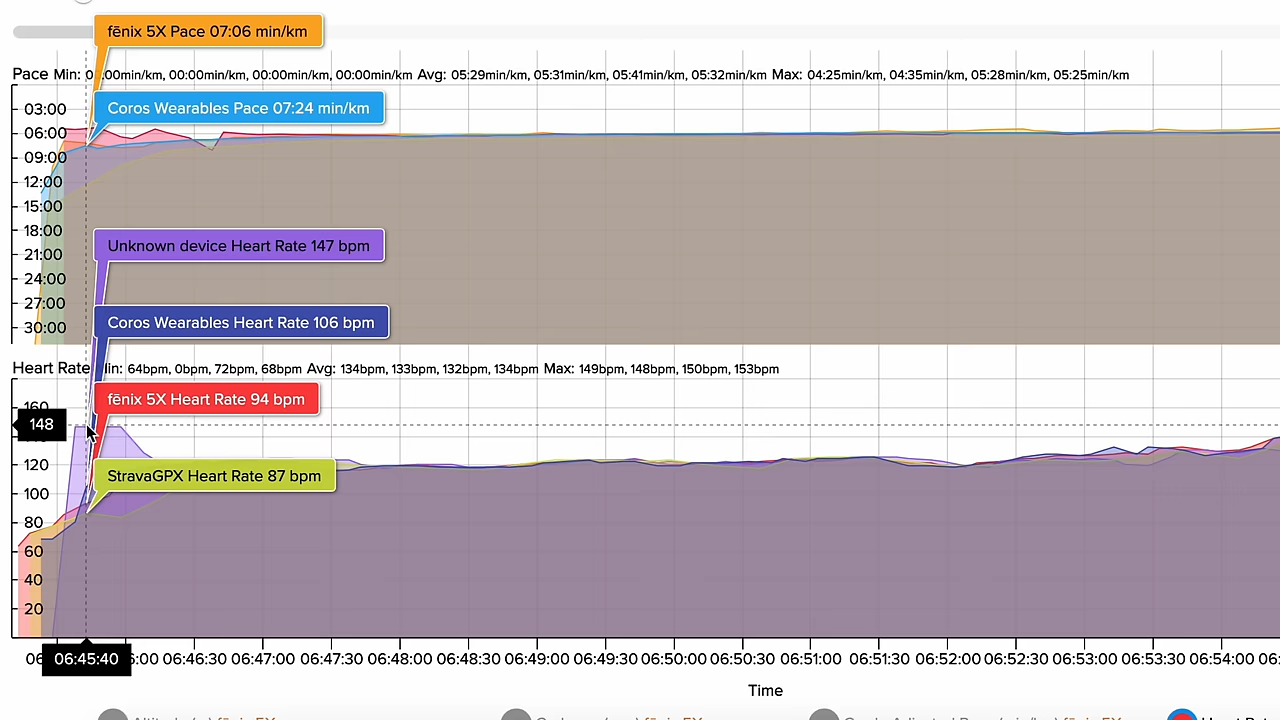 fēnix 5X Pace 07:06 min/km
Pace Min: 00:00min/km, 00:00min/km, 00:00min/km Avg: 05:29min/km, 05:31min/km, 05:41min/km, 05:32min/km Max: 04:25min/km, 04:35min/km, 05:28min/km, 05:25min/km
Coros Wearables Pace 07:24 min/km
03:00
06:00
09:00
12:00
15:00
18:00
21:00
24:00
27:00
30:00
Unknown device Heart Rate 147 bpm
Coros Wearables Heart Rate 106 bpm
Heart Rate 64bpm, 0bpm, 72bpm, 68bpm Avg: 134bpm, 133bpm, 132bpm, 134bpm Max: 149bpm, 148bpm, 150bpm, 153bpm
fēnix 5X Heart Rate 94 bpm
160
148
StravaGPX Heart Rate 87 bpm
120
100
80
60
40
20
06:45:40 06:46:30 06:47:00 06:47:30 06:48:00 06:48:30 06:49:00 06:49:30 06:50:00 06:50:30 06:51:00 06:51:30 06:52:00 06:52:30 06:53:00 06:53:30 06:54:00
Time